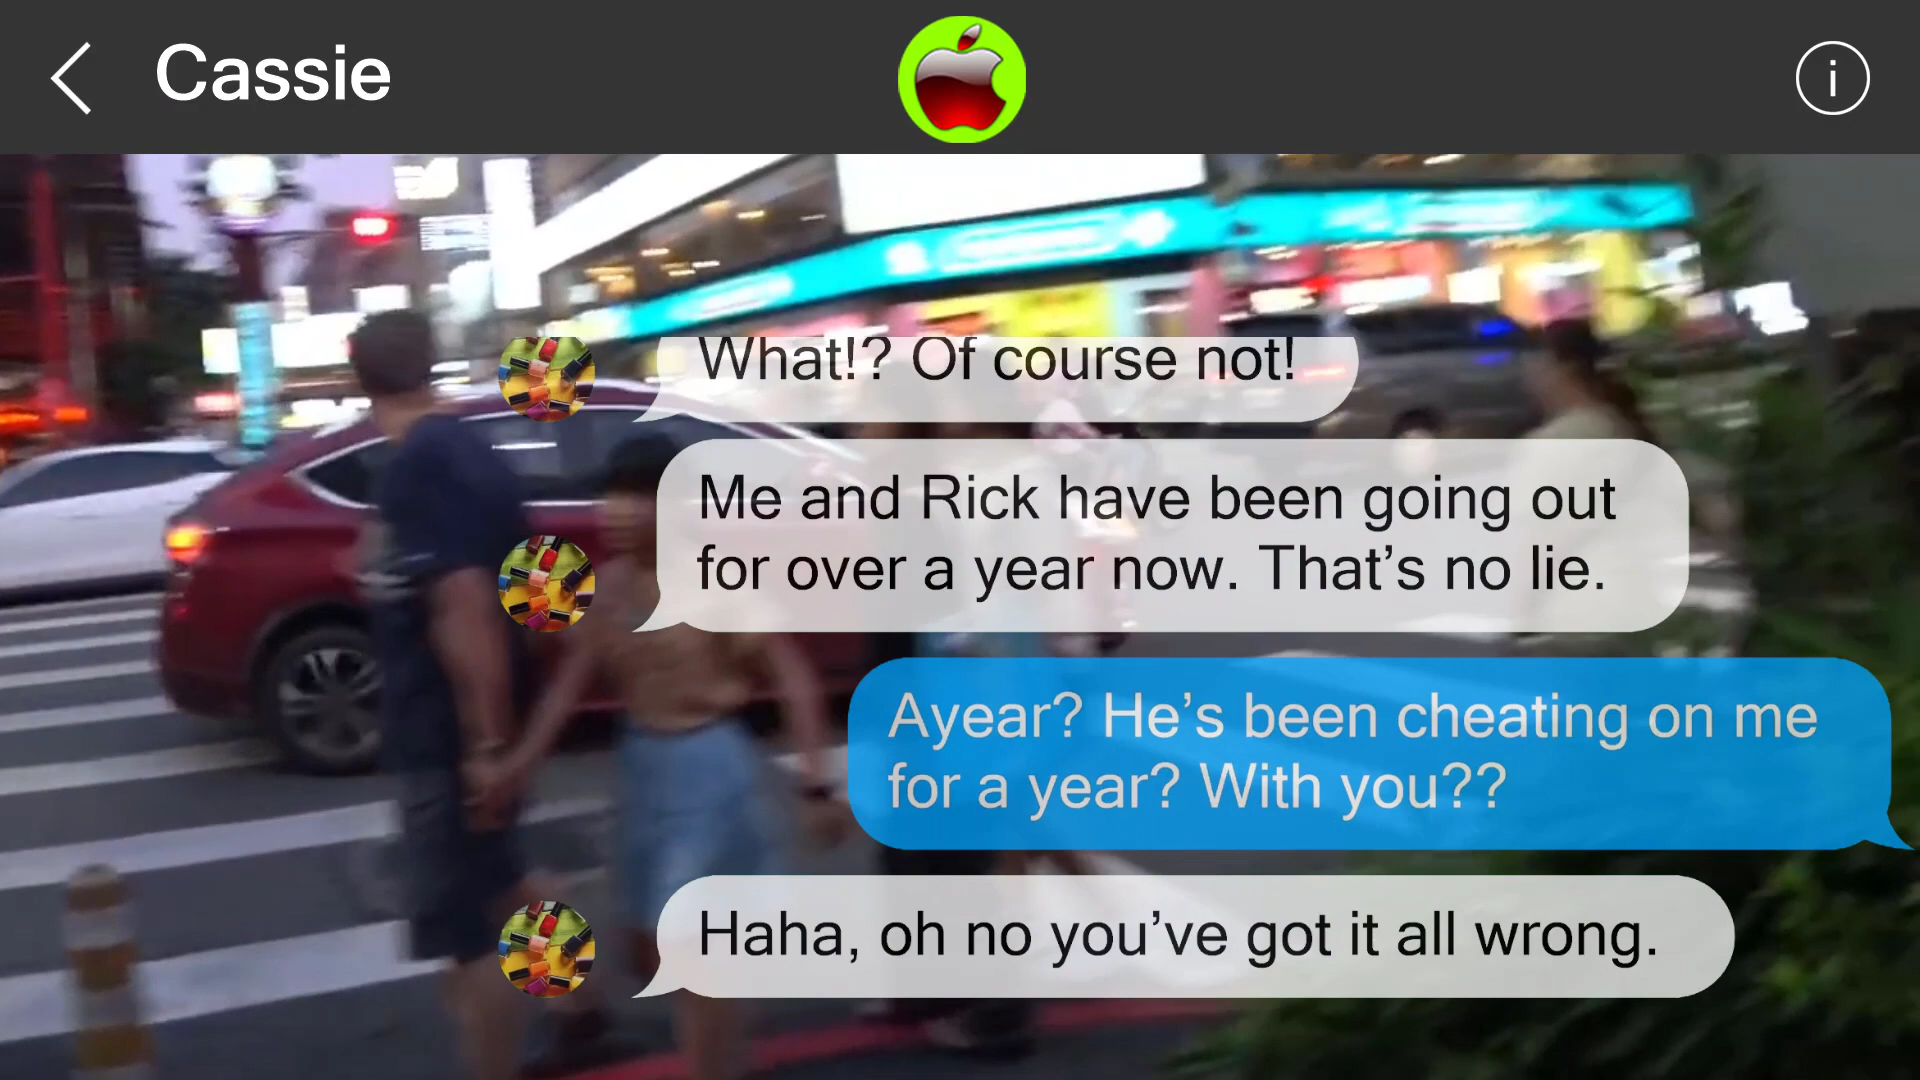 Cassie
What!? Of course not!
Me and Rick have been going out
for over a year now. That’s no lie.
Ayear? He’s been cheating on me
for a year? With you??
Haha, oh no you’ve got it all wrong.